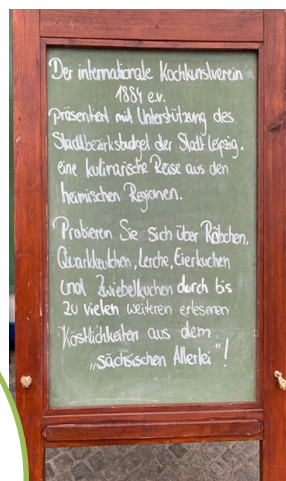 Der internationale Kochkunstverein
1884 e.v.
präsentiert mit Unterstützung des
Stadtbezirksbudget der Stadt Leipzig.
eine kulinarische Reise aus den
heimischen Regionen.
Probieren Sie sich über Räbchen,
Quarkkeulchen, Lerche, Eierkuchen
und Zwiebelkuchen durch bis
zu vielen weiteren erlesenen
Köstlichkeiten aus dem
„sächsischen Allerlei"!